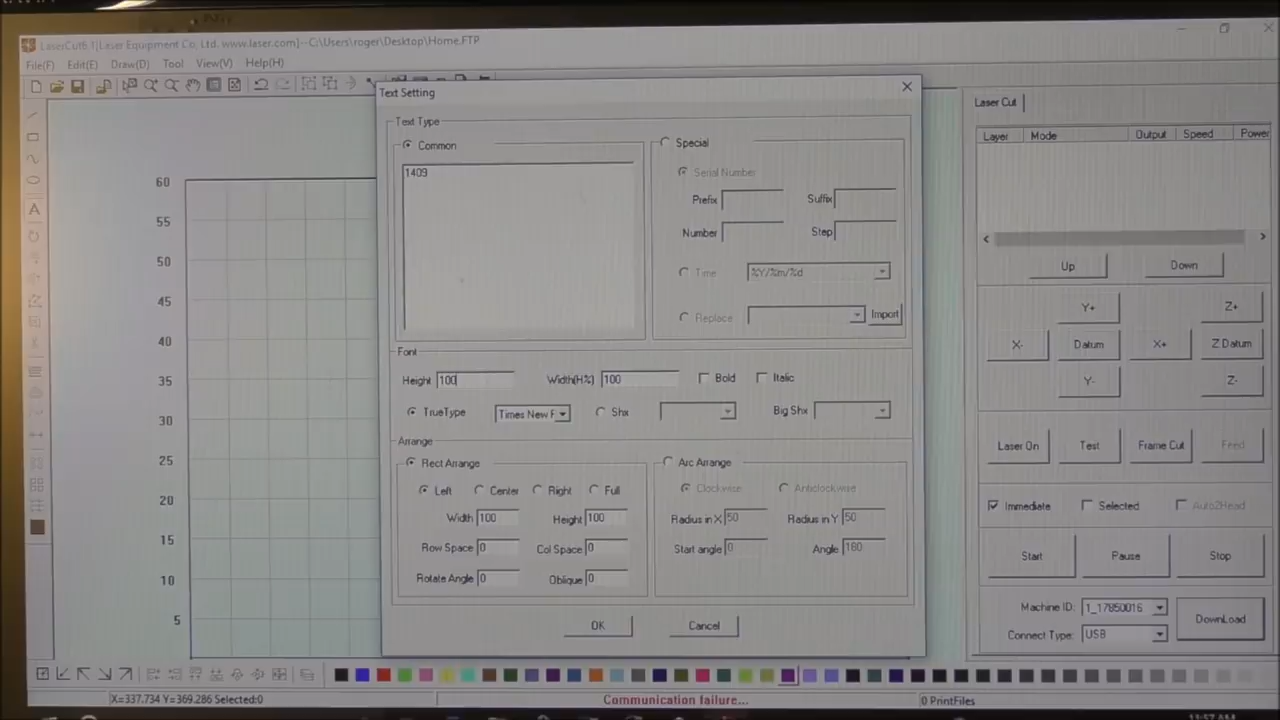 LaserCut6.1[Laser Equipment Co, Ltd. www.laser.com]--C:\Users\roger\Desktop\Home.FTP
File(F) Edit(E) Draw(D) Tool View(V) Help(H)
Text Setting
Text Type
Common
1409
Special
Serial Number
Prefix Suffix
Number Step
Time %Y/%m/%d
Replace Import
Font
Height 100 Width(H%) 100 Bold Italic
TrueType Times New F Shx Big Shx
Arrange
Rect Arrange
Left Center Right Full
Width 100 Height 100
Row Space 0 Col Space 0
Rotate Angle 0 Oblique 0
Arc Arrange
Clockwise Anticlockwise
Radius in X 50 Radius in Y 50
Start angle 0 Angle 180
OK Cancel
60
55
50
45
40
35
30
25
20
15
10
5
A
Laser Cut
Layer Mode Output Speed Power
Up Down
Y+ Z+
X- Datum X+ Z Datum
Y- Z-
Laser On Test Frame Cut Feed
Immediate Selected Auto2Head
Start Pause Stop
Machine ID: 1_17850016
Connect Type: USB
DownLoad
X=337.734 Y=369.286 Selected:0
Communication failure...
0 PrintFiles